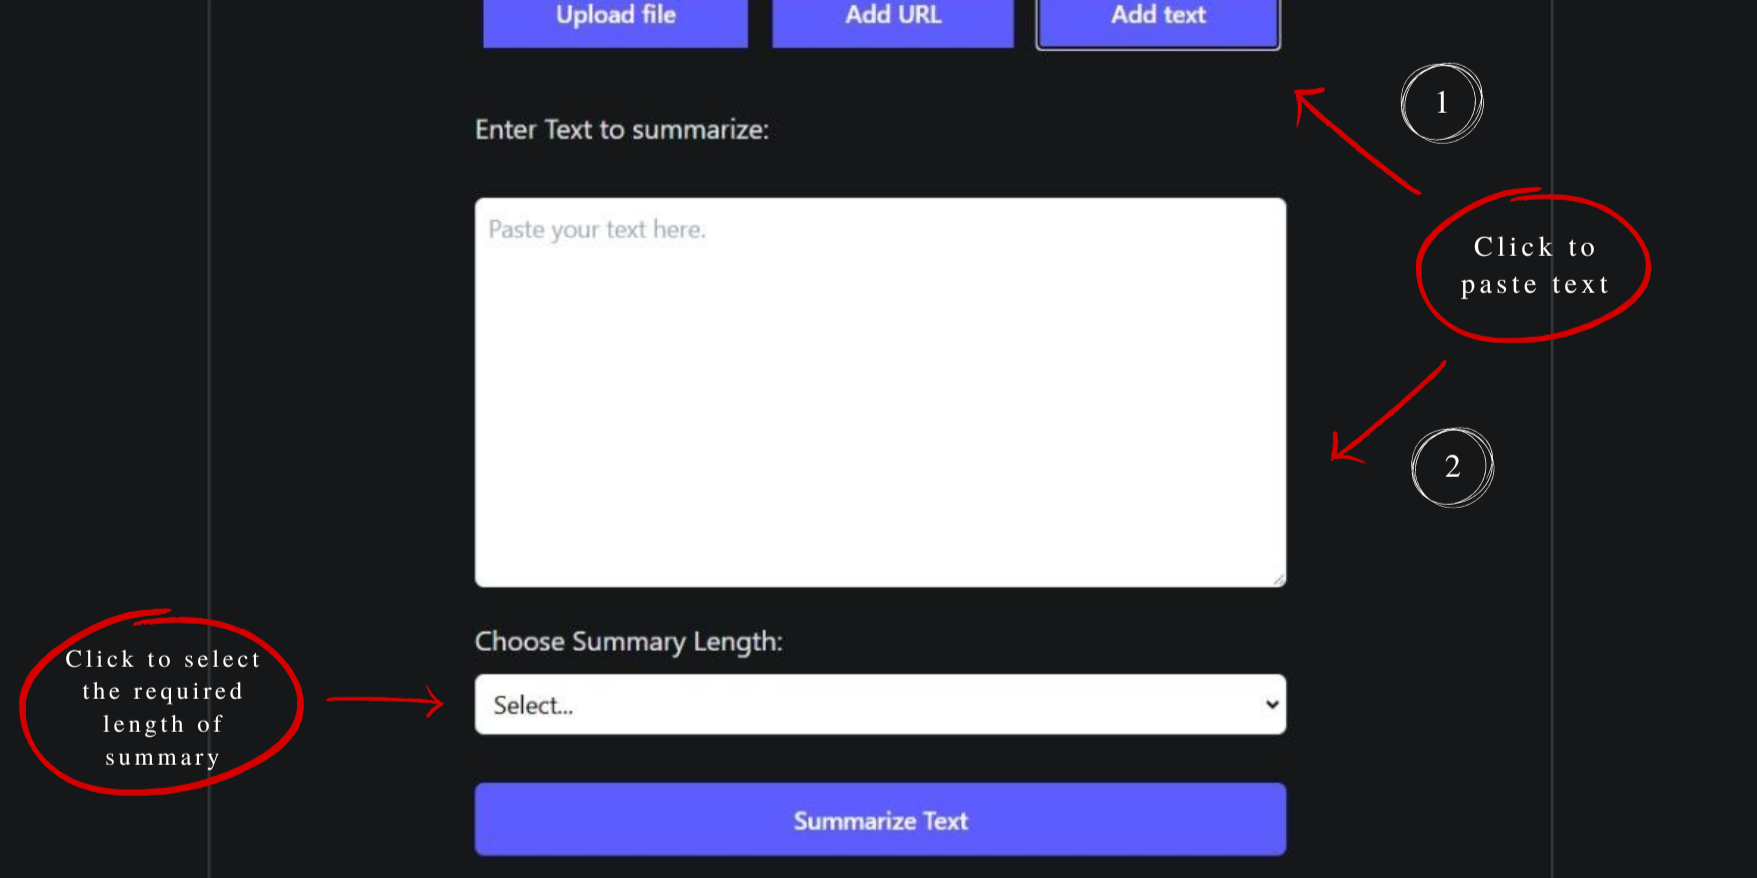 Upload file
Add URL
Add text
1
Enter Text to summarize:
Paste your text here.
Click to
paste text
2
Choose Summary Length:
Click to select
the required
length of
summary
Select...
Summarize Text